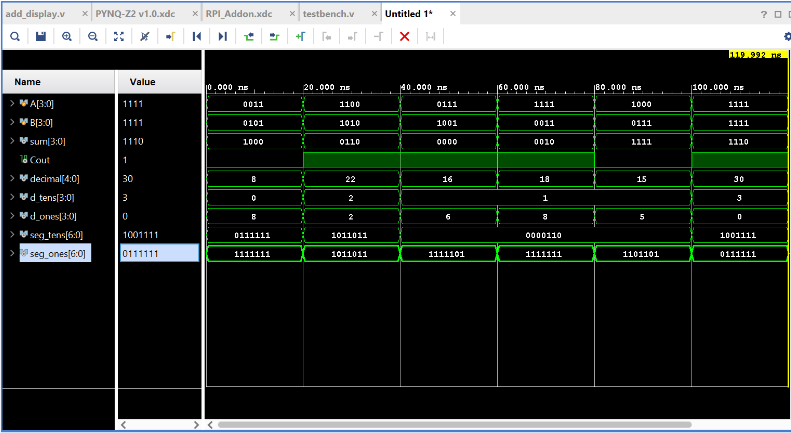 add_display.v × PYNQ-Z2 v1.0.xdc × RPI_Addon.xdc × testbench.v × Untitled 1* × ?
119.992 ns
Name Value 0.000 ns 20.000 ns 40.000 ns 60.000 ns 80.000 ns 100.000 ns
A[3:0] 1111 0011 1100 0111 1111 1000 1111
B[3:0] 1111 0101 1010 1001 0011 0111 1111
sum[3:0] 1110 1000 0110 0000 0010 1111 1110
Cout 1
decimal[4:0] 30 8 22 16 18 15 30
d_tens[3:0] 3 0 2 1 3
d_ones[3:0] 0 8 2 6 8 5 0
seg_tens[6:0] 1001111 0111111 1011011 0000110 1001111
seg_ones[6:0] 0111111 1111111 1011011 1111101 1111111 1101101 0111111